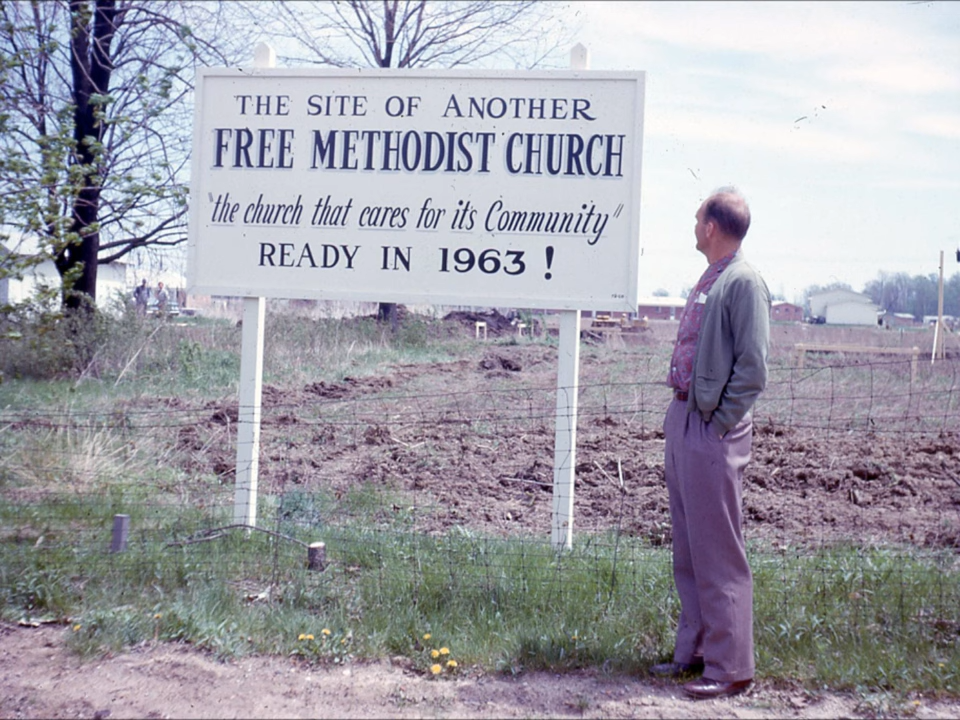 THE SITE OF ANOTHER
FREE METHODIST CHURCH
"the church that cares for its Community"
READY IN 1963!